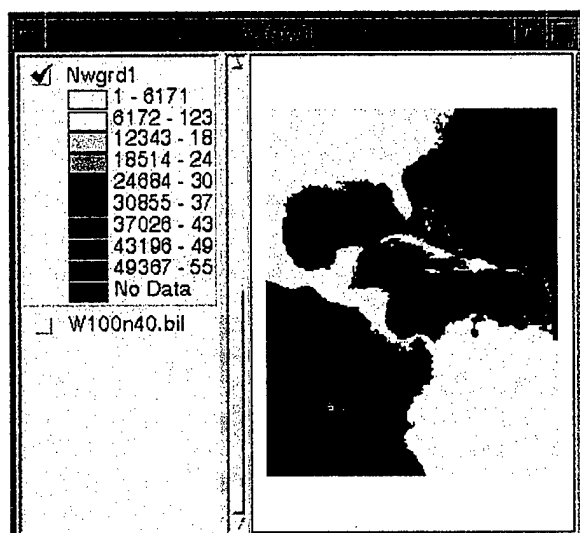 Nwgrd1
1 - 6171
6172 - 123
12343 - 18
18514 - 24
24684 - 30
30855 - 37
37026 - 43
43196 - 49
49367 - 55
No Data
W100n40.bil